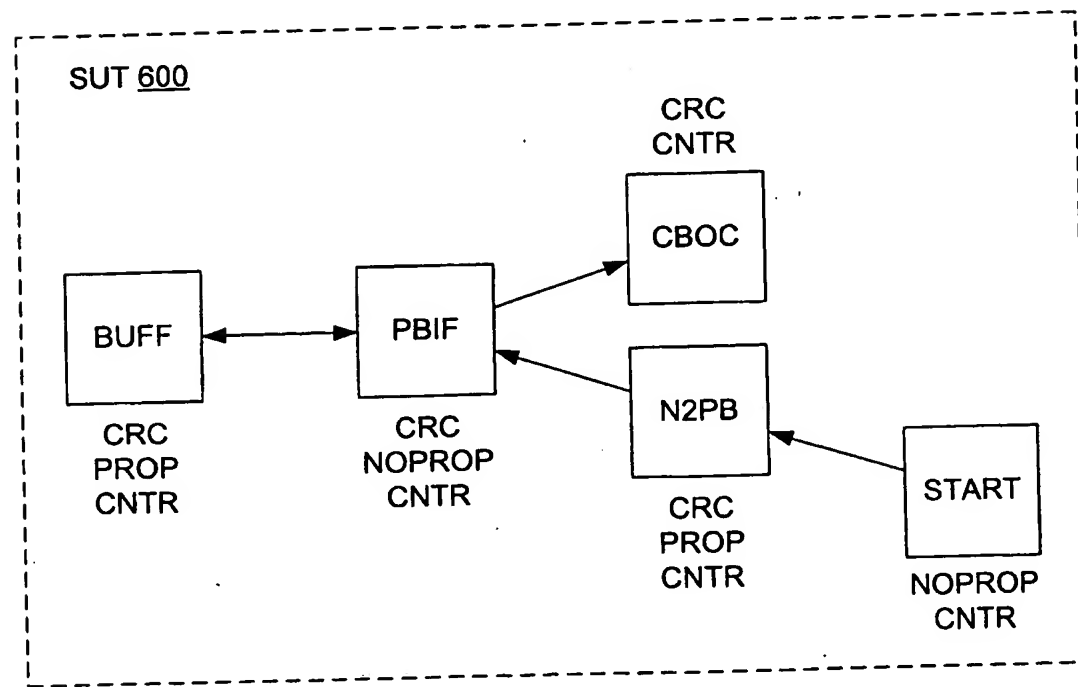 SUT 600
CRC
CNTR
CBOC
BUFF
CRC
PROP
CNTR
PBIF
CRC
NOPROP
CNTR
N2PB
CRC
PROP
CNTR
START
NOPROP
CNTR